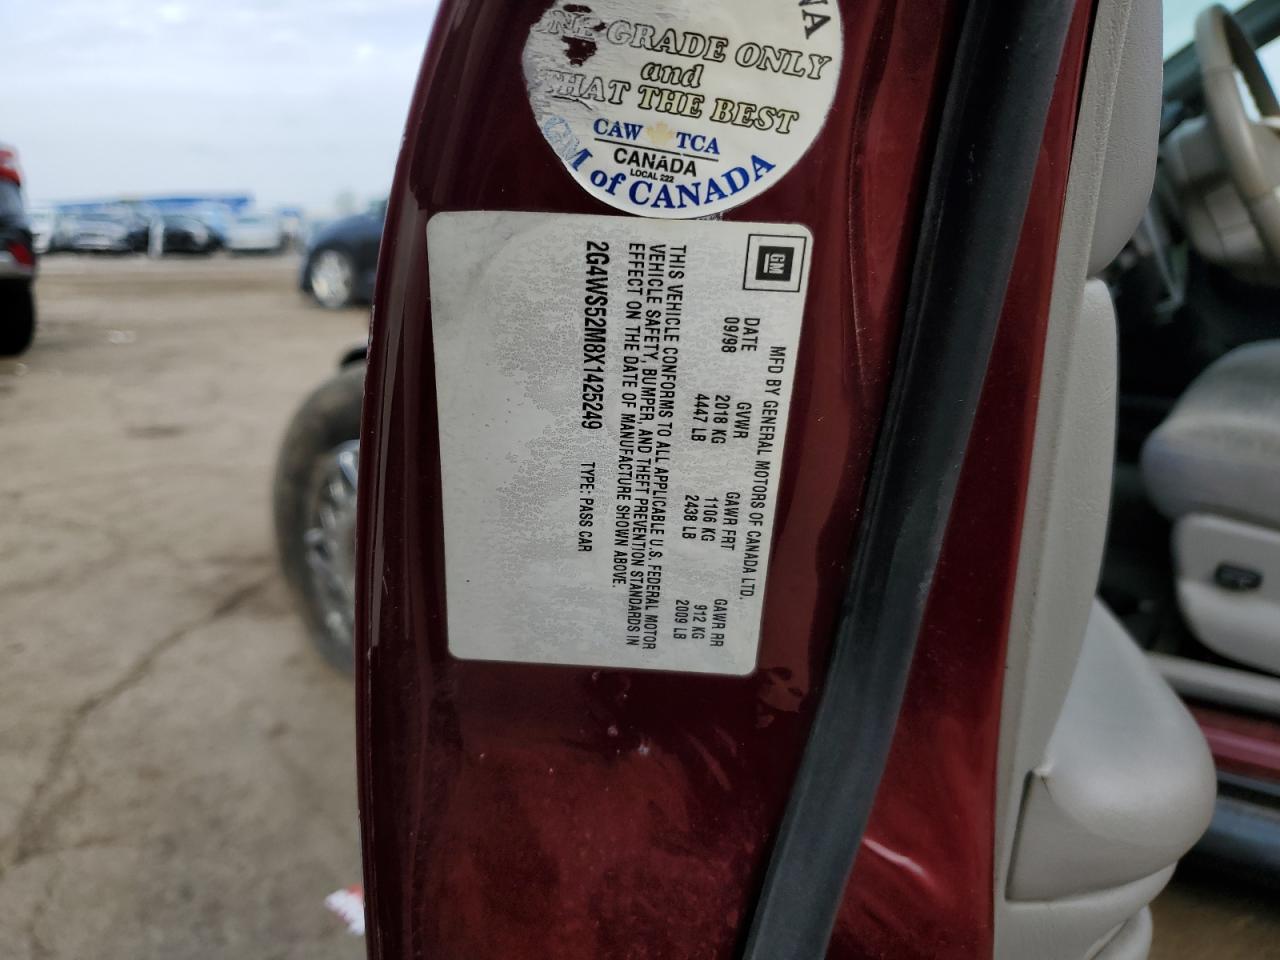 NA
GRADE ONLY
and
THAT THE BEST
CAW TCA
CANADA
LOCAL 222
GM of CANADA
GM
MFD BY GENERAL MOTORS OF CANADA LTD.
DATE GVWR GAWR FRT GAWR RR
09/98 2018 KG 1106 KG 912 KG
4447 LB 2438 LB 2009 LB
THIS VEHICLE CONFORMS TO ALL APPLICABLE U.S. FEDERAL MOTOR
VEHICLE SAFETY, BUMPER, AND THEFT PREVENTION STANDARDS IN
EFFECT ON THE DATE OF MANUFACTURE SHOWN ABOVE.
2G4WS52M8X1425249 TYPE: PASS CAR